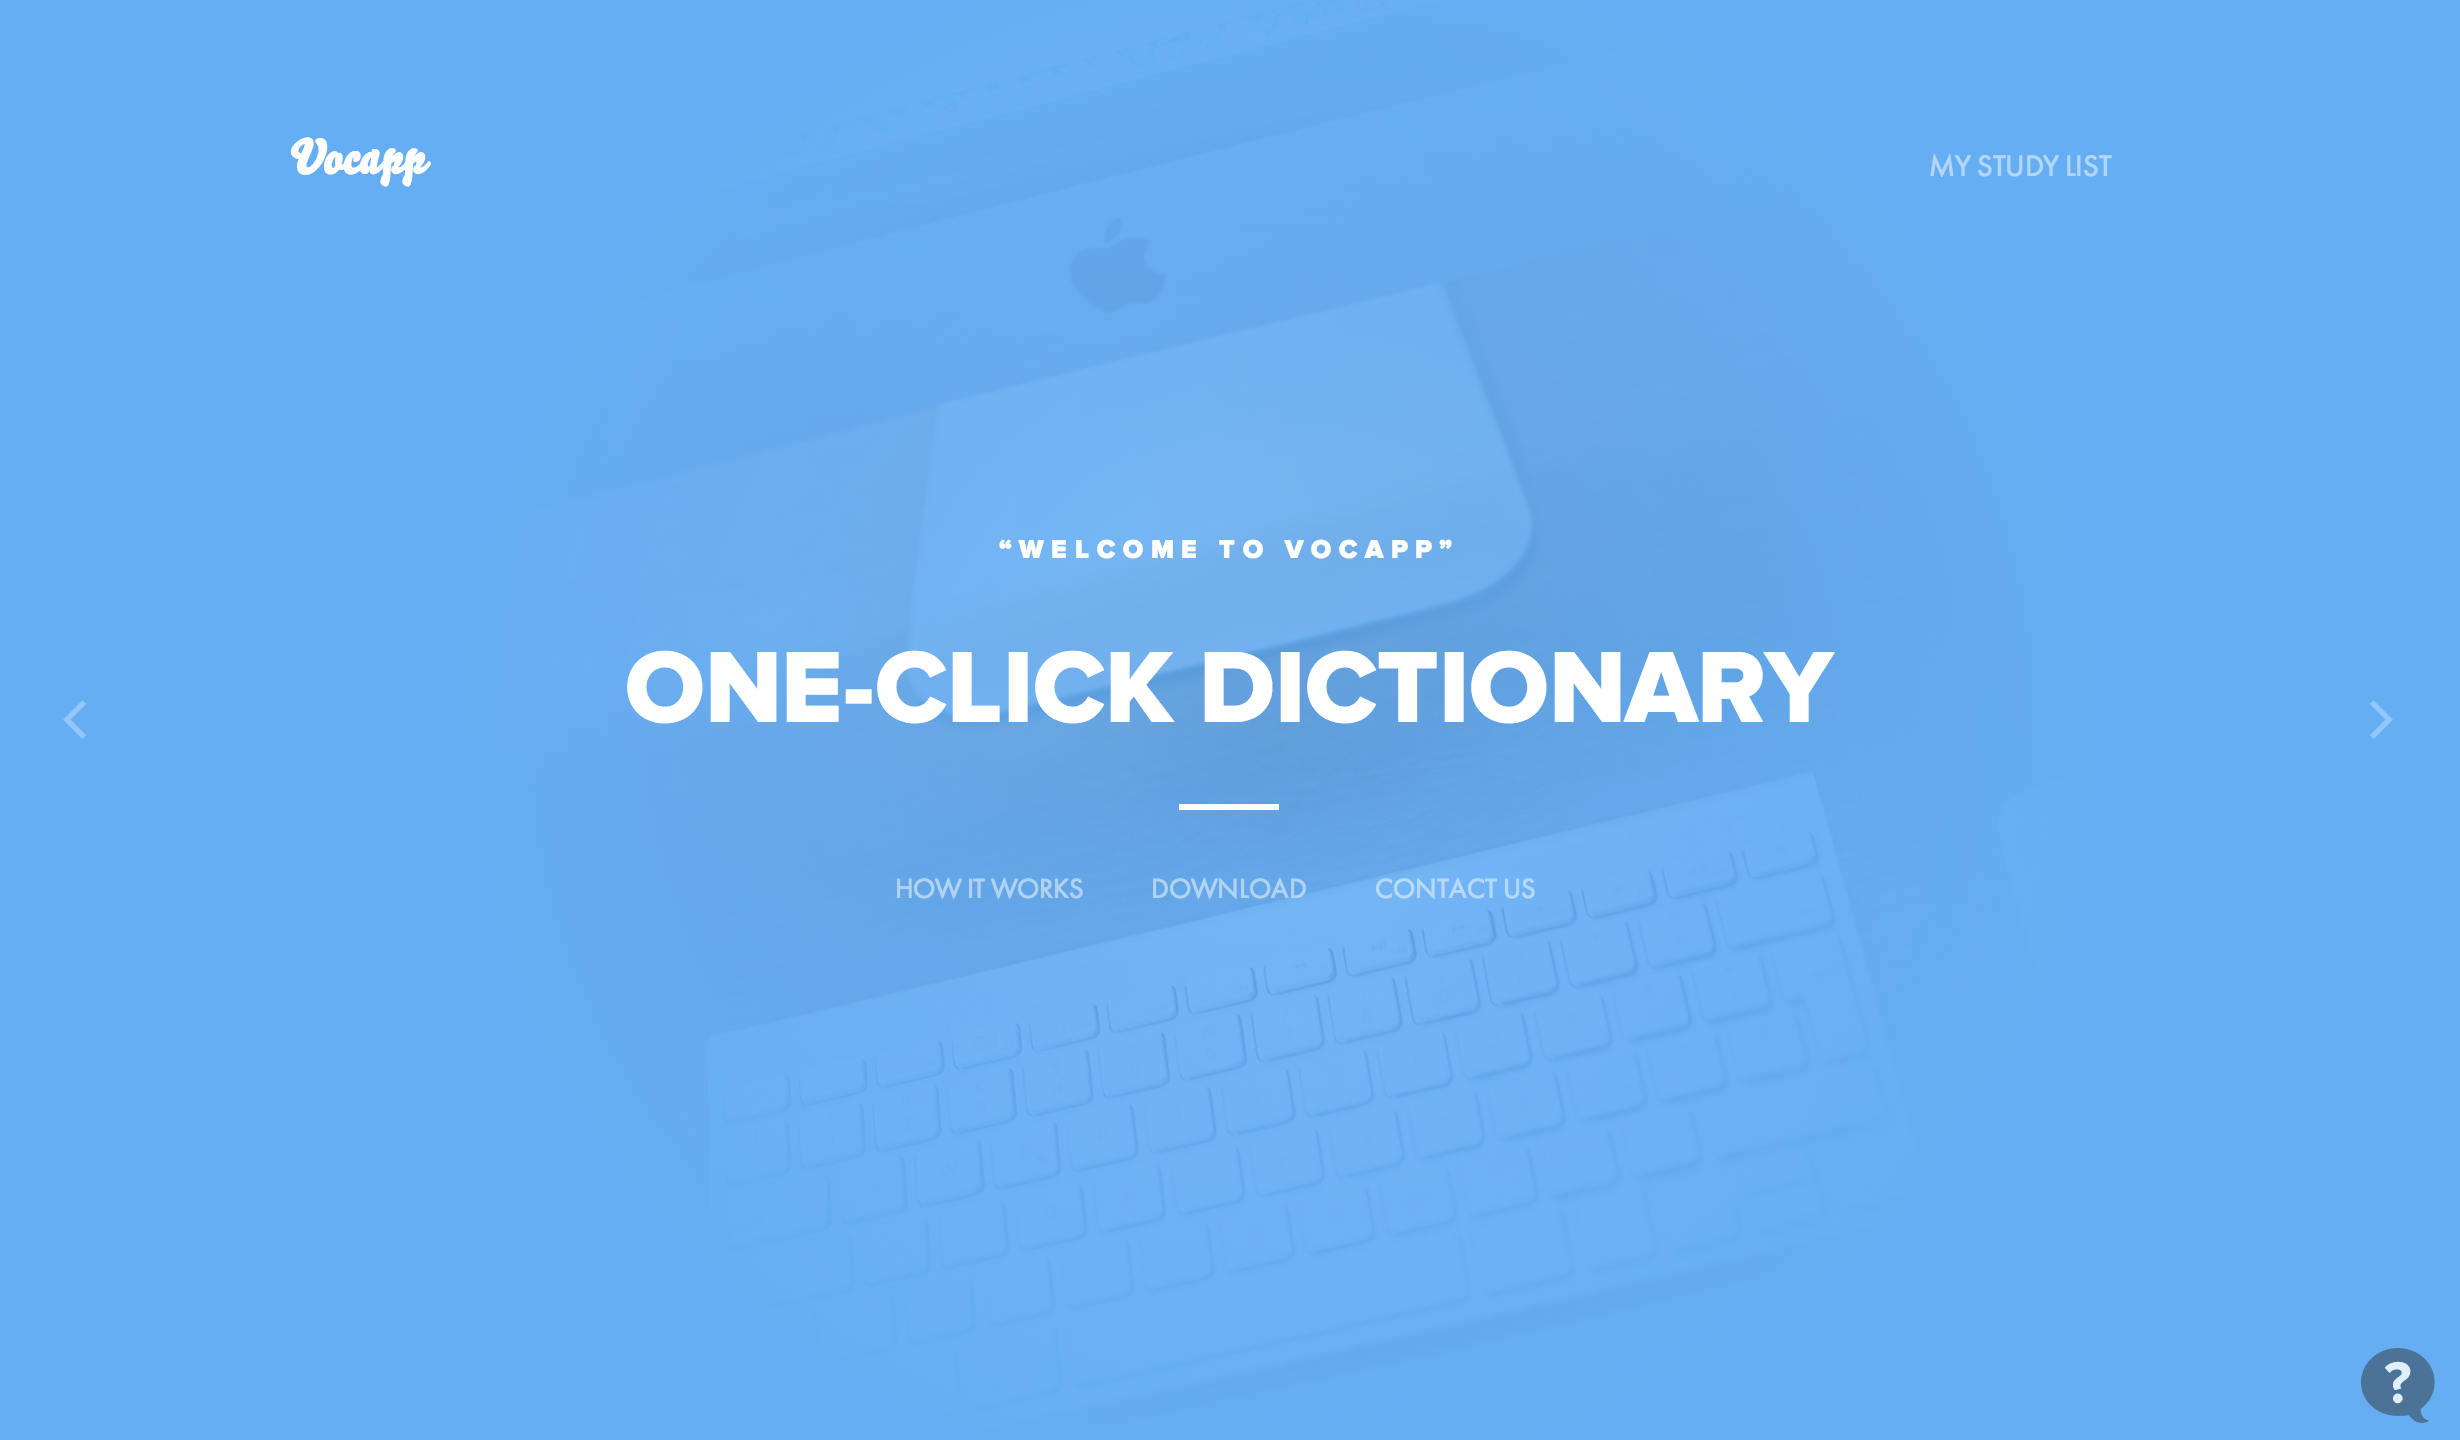 Vocapp
MY STUDY LIST
“WELCOME TO VOCAPP”
ONE-CLICK DICTIONARY
HOW IT WORKS
DOWNLOAD
CONTACT US
?